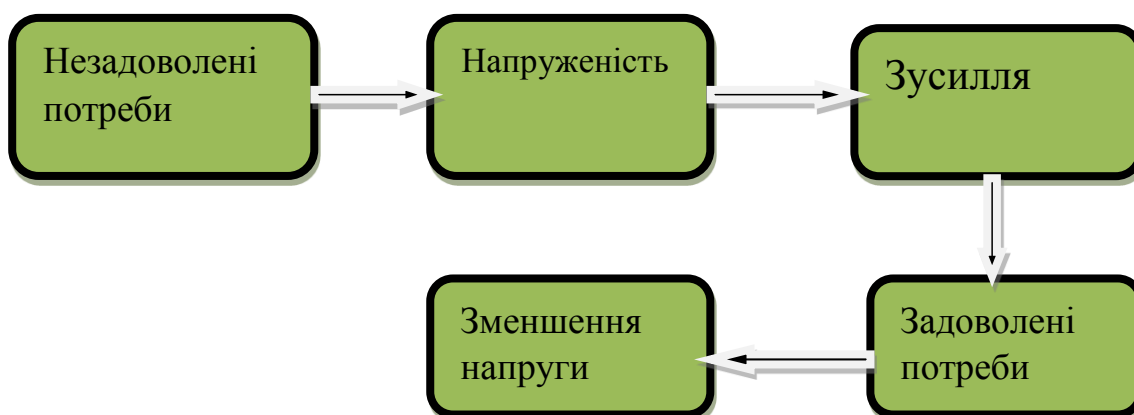 Незадоволені
потреби
Напруженість
Зусилля
Задоволені
потреби
Зменшення
напруги